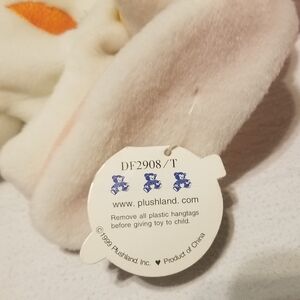 DF2908/T
www. plushland. com
Remove all plastic hangtags
before giving toy to child.
©1999 Plushland, Inc. ♥ Product of China